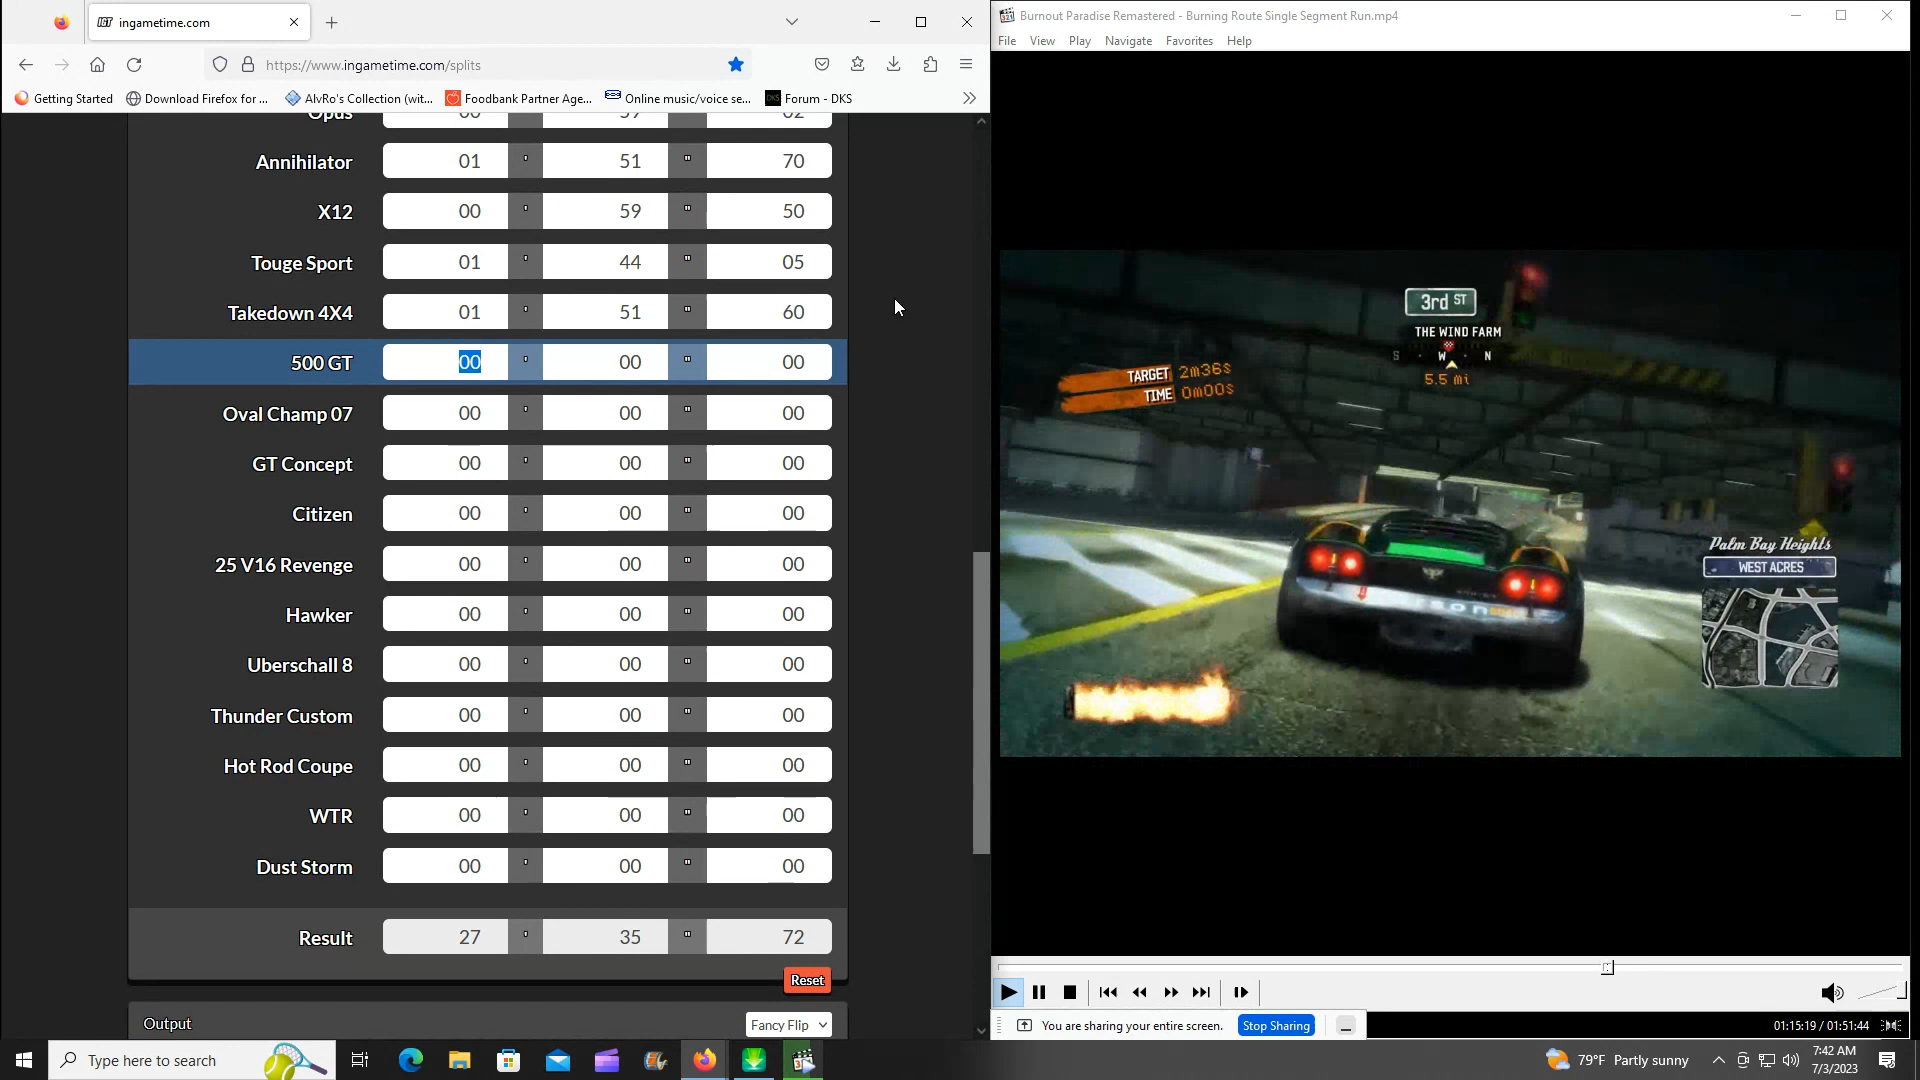 ingametime.com
https://www.ingametime.com/splits
Getting Started
Download Firefox for ...
AlvRo's Collection (wit...
Foodbank Partner Age...
Online music/voice se...
DKS
Forum - DKS
Opus 00 59 02
Annihilator 01 ' 51 " 70
X12 00 ' 59 " 50
Touge Sport 01 ' 44 " 05
Takedown 4X4 01 ' 51 " 60
500 GT 00 ' 00 " 00
Oval Champ 07 00 ' 00 " 00
GT Concept 00 ' 00 " 00
Citizen 00 ' 00 " 00
25 V16 Revenge 00 ' 00 " 00
Hawker 00 ' 00 " 00
Uberschall 8 00 ' 00 " 00
Thunder Custom 00 ' 00 " 00
Hot Rod Coupe 00 ' 00 " 00
WTR 00 ' 00 " 00
Dust Storm 00 ' 00 " 00
Result 27 ' 35 " 72
Reset
Output
Fancy Flip
Burnout Paradise Remastered - Burning Route Single Segment Run.mp4
File View Play Navigate Favorites Help
3rd ST
THE WIND FARM
S W N
5.5 mi
TARGET 2m36s
TIME 0m00s
Palm Bay Heights
WEST ACRES
You are sharing your entire screen.
Stop Sharing
01:15:19 / 01:51:44
Type here to search
79°F Partly sunny
7:42 AM
7/3/2023